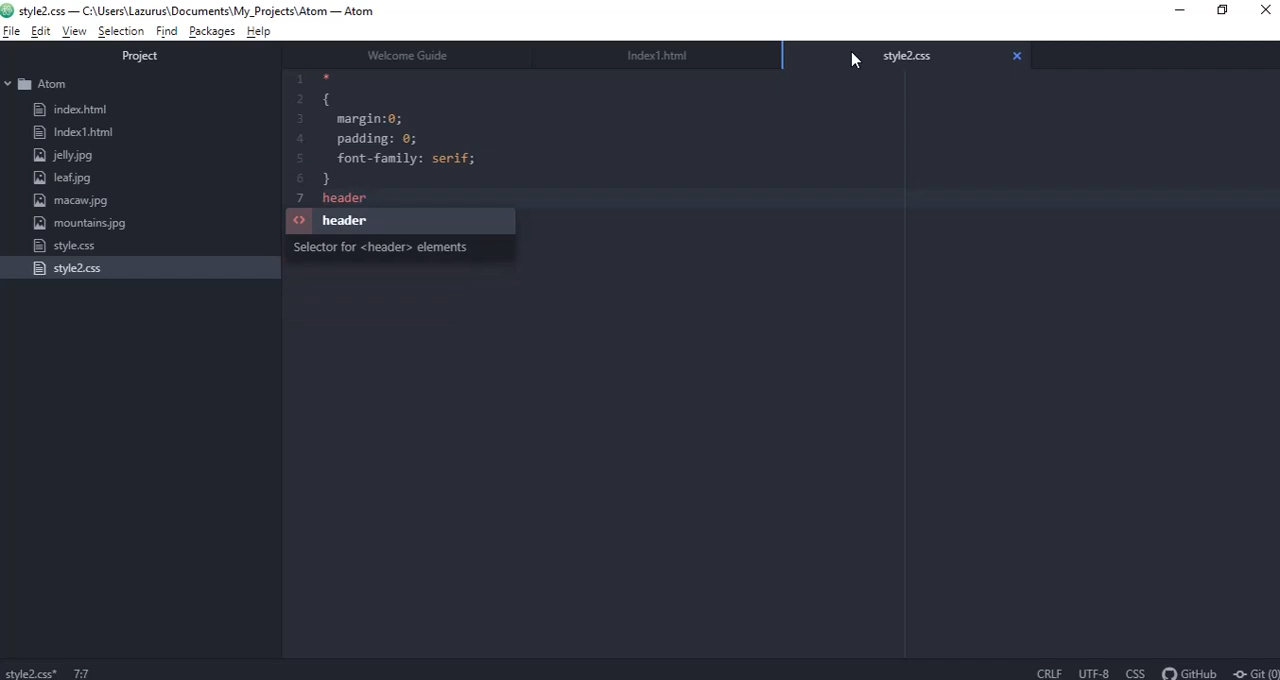 style2.css — C:\Users\Lazurus\Documents\My_Projects\Atom — Atom
File Edit View Selection Find Packages Help
Project
Welcome Guide
Index1.html
style2.css
Atom
index.html
Index1.html
jelly.jpg
leaf.jpg
macaw.jpg
mountains.jpg
style.css
style2.css
1 *
2 {
3 margin:0;
4 padding: 0;
5 font-family: serif;
6 }
7 header
<> header
Selector for <header> elements
style2.css* 7:7
CRLF UTF-8 CSS GitHub Git (0)